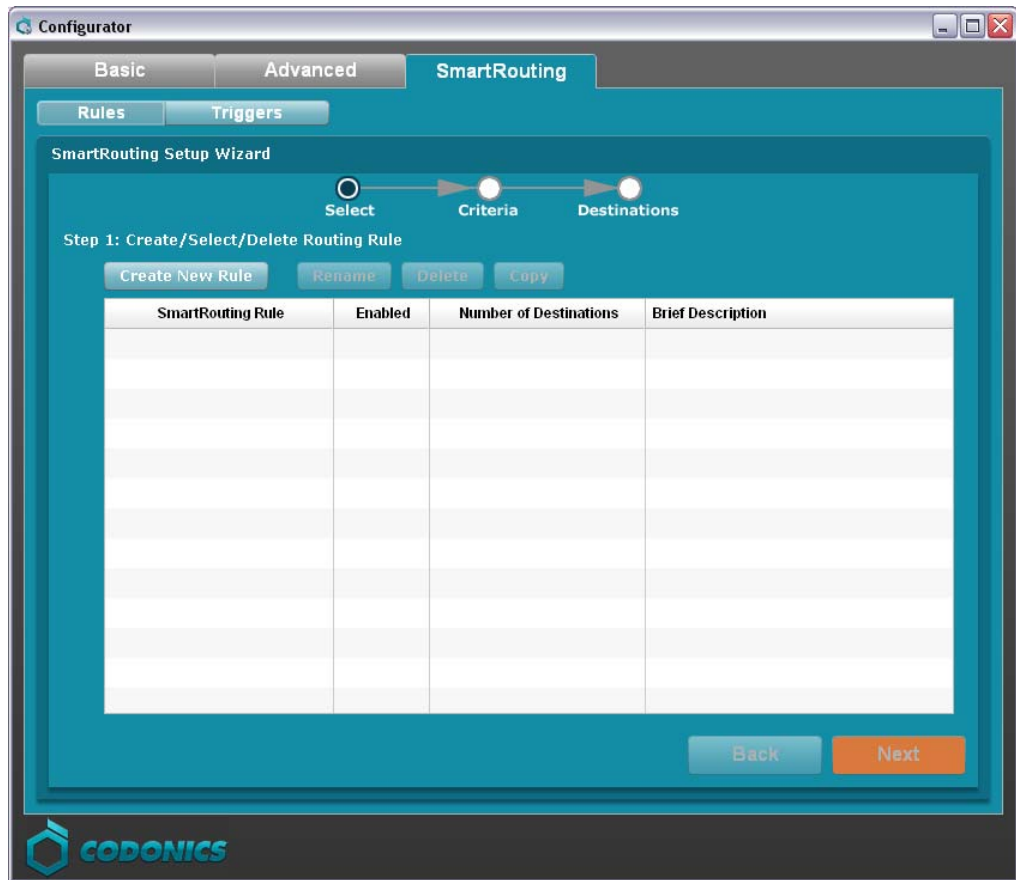 Configurator
Basic Advanced SmartRouting
Rules Triggers
SmartRouting Setup Wizard
Select Criteria Destinations
Step 1: Create/Select/Delete Routing Rule
Create New Rule Rename Delete Copy
SmartRouting Rule Enabled Number of Destinations Brief Description
Back Next
CODONICS